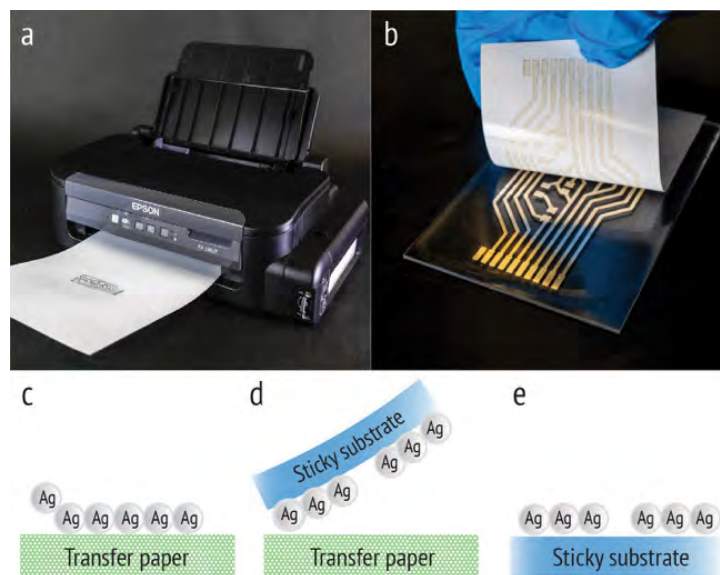 a
b
EPSON
c
d
e
Sticky substrate
Ag
Ag Ag Ag Ag Ag
Ag Ag Ag
Ag Ag Ag
Ag Ag Ag
Ag Ag Ag
Transfer paper
Transfer paper
Sticky substrate